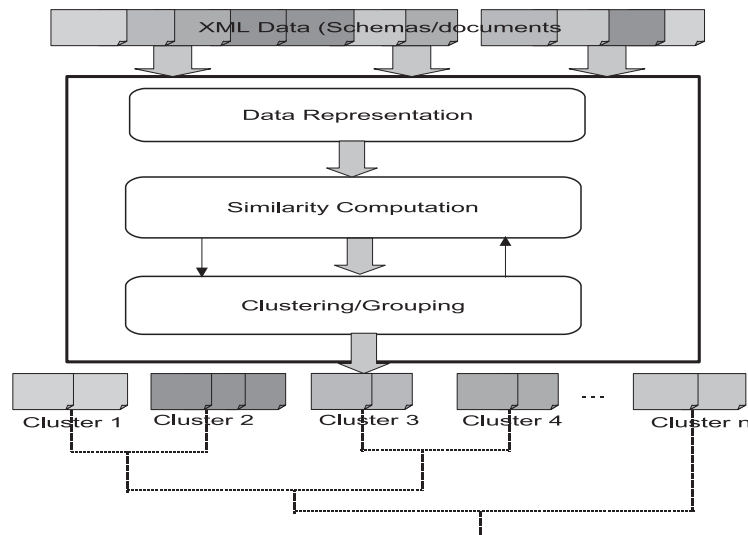 XML Data (Schemas/documents
Data Representation
Similarity Computation
Clustering/Grouping
Cluster 1
Cluster 2
Cluster 3
Cluster 4
...
Cluster n